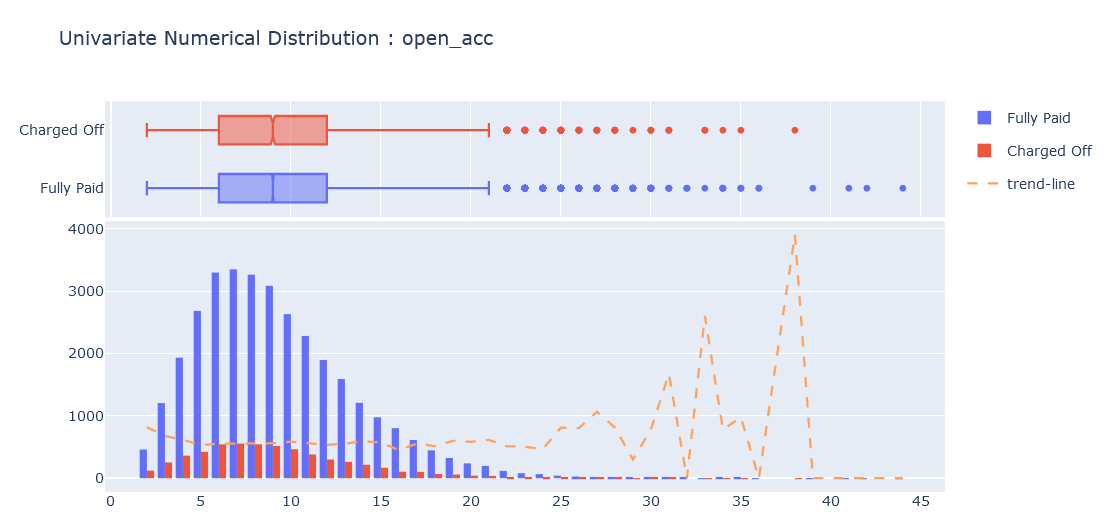 Univariate Numerical Distribution : open_acc
Charged Off
Fully Paid
Fully Paid
Charged Off
trend-line
4000
3000
2000
1000
0
0 5 10 15 20 25 30 35 40 45